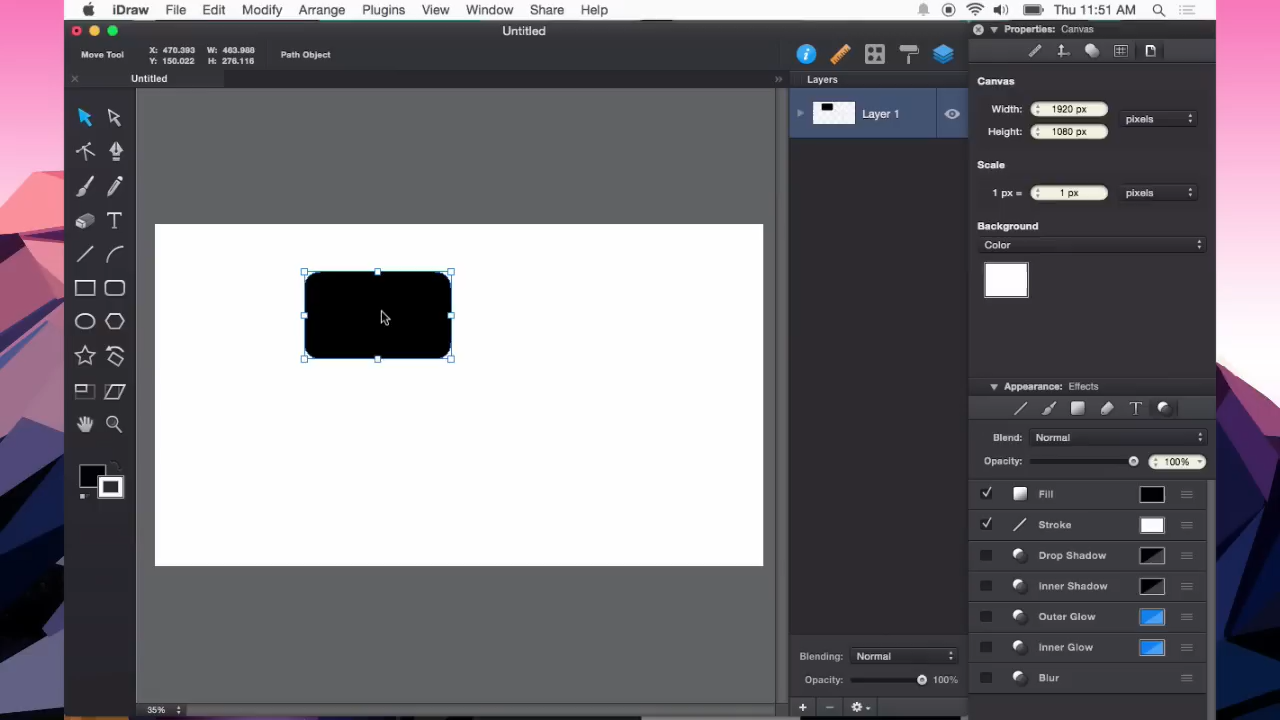 iDraw File Edit Modify Arrange Plugins View Window Share Help Thu 11:51 AM
Untitled
Properties: Canvas
Move Tool X: 470.393 W: 463.988 Path Object
Y: 150.022 H: 276.116
Untitled
Layers
Layer 1
Canvas
Width: 1920 px pixels
Height: 1080 px
Scale
1 px = 1 px pixels
Background
Color
Appearance: Effects
Blend: Normal
Opacity: 100%
Fill
Stroke
Drop Shadow
Inner Shadow
Outer Glow
Inner Glow
Blur
Blending: Normal
Opacity: 100%
35%